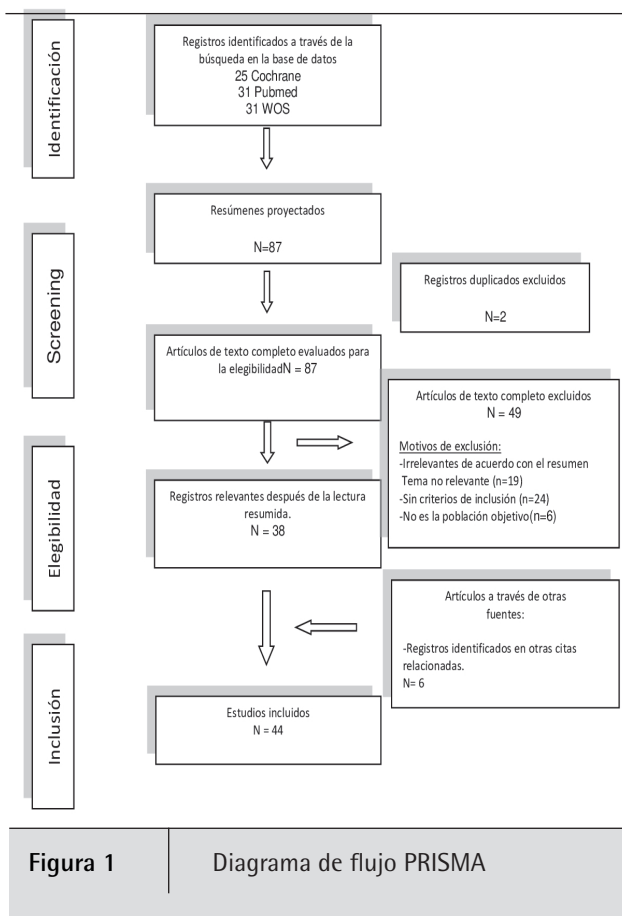 Identificación
Registros identificados a través de la
búsqueda en la base de datos
25 Cochrane
31 Pubmed
31 WOS
Resúmenes proyectados
N=87
Screening
Registros duplicados excluidos
N=2
Artículos de texto completo evaluados para
la elegibilidadN = 87
Artículos de texto completo excluidos
N = 49
Motivos de exclusión:
-Irrelevantes de acuerdo con el resumen
Tema no relevante (n=19)
-Sin criterios de inclusión (n=24)
-No es la población objetivo(n=6)
Elegibilidad
Registros relevantes después de la lectura
resumida.
N = 38
Artículos a través de otras
fuentes:
-Registros identificados en otras citas
relacionadas.
N= 6
Inclusión
Estudios incluidos
N = 44
Figura 1
Diagrama de flujo PRISMA